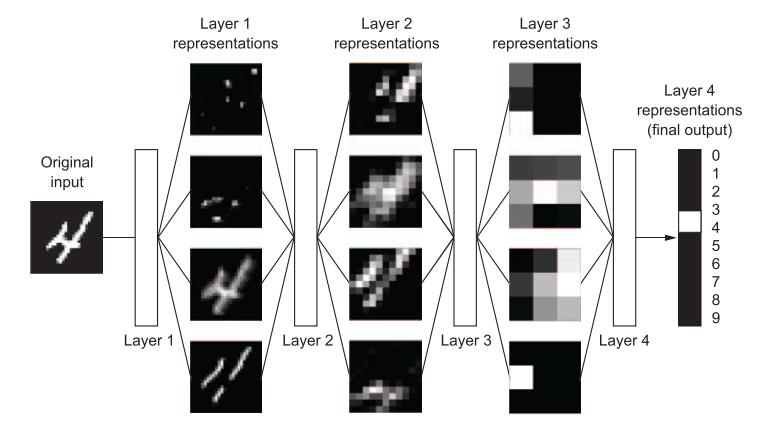 Layer 1
representations
Layer 2
representations
Layer 3
representations
Layer 4
representations
(final output)
Original
input
0
1
2
3
4
5
6
7
8
9
Layer 1
Layer 2
Layer 3
Layer 4